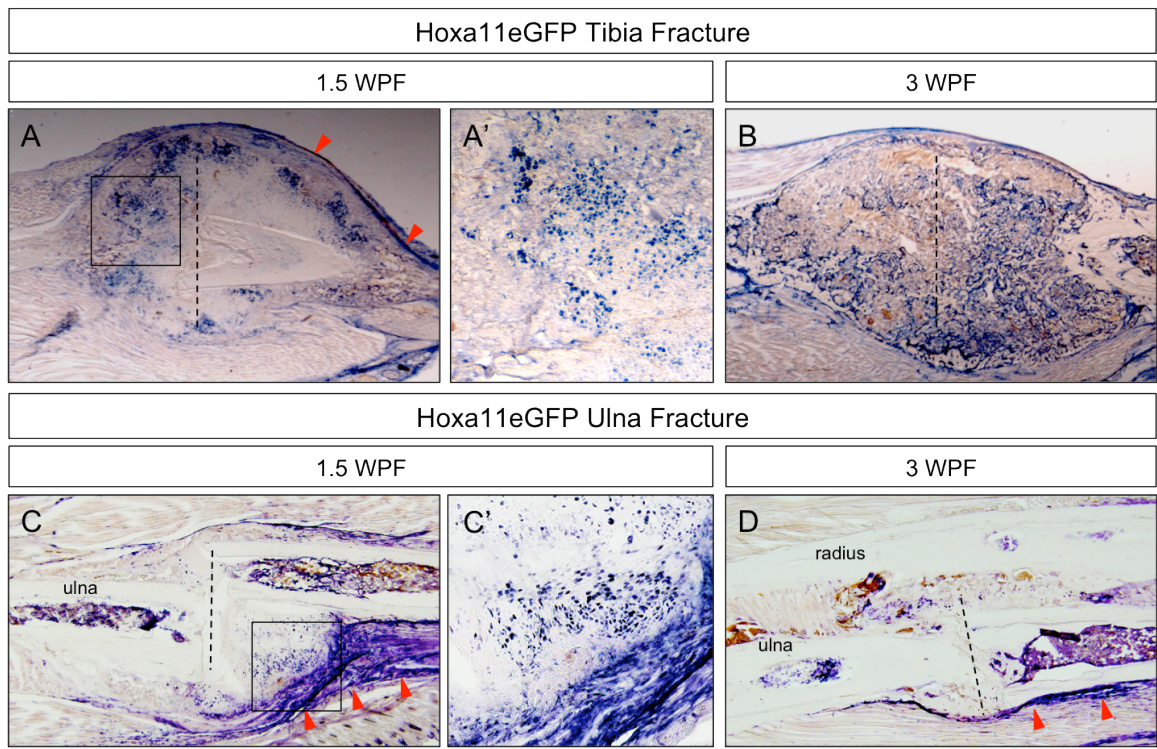 Hoxa11eGFP Tibia Fracture
1.5 WPF
3 WPF
A
A’
B
Hoxa11eGFP Ulna Fracture
1.5 WPF
3 WPF
C
ulna
C’
D
radius
ulna